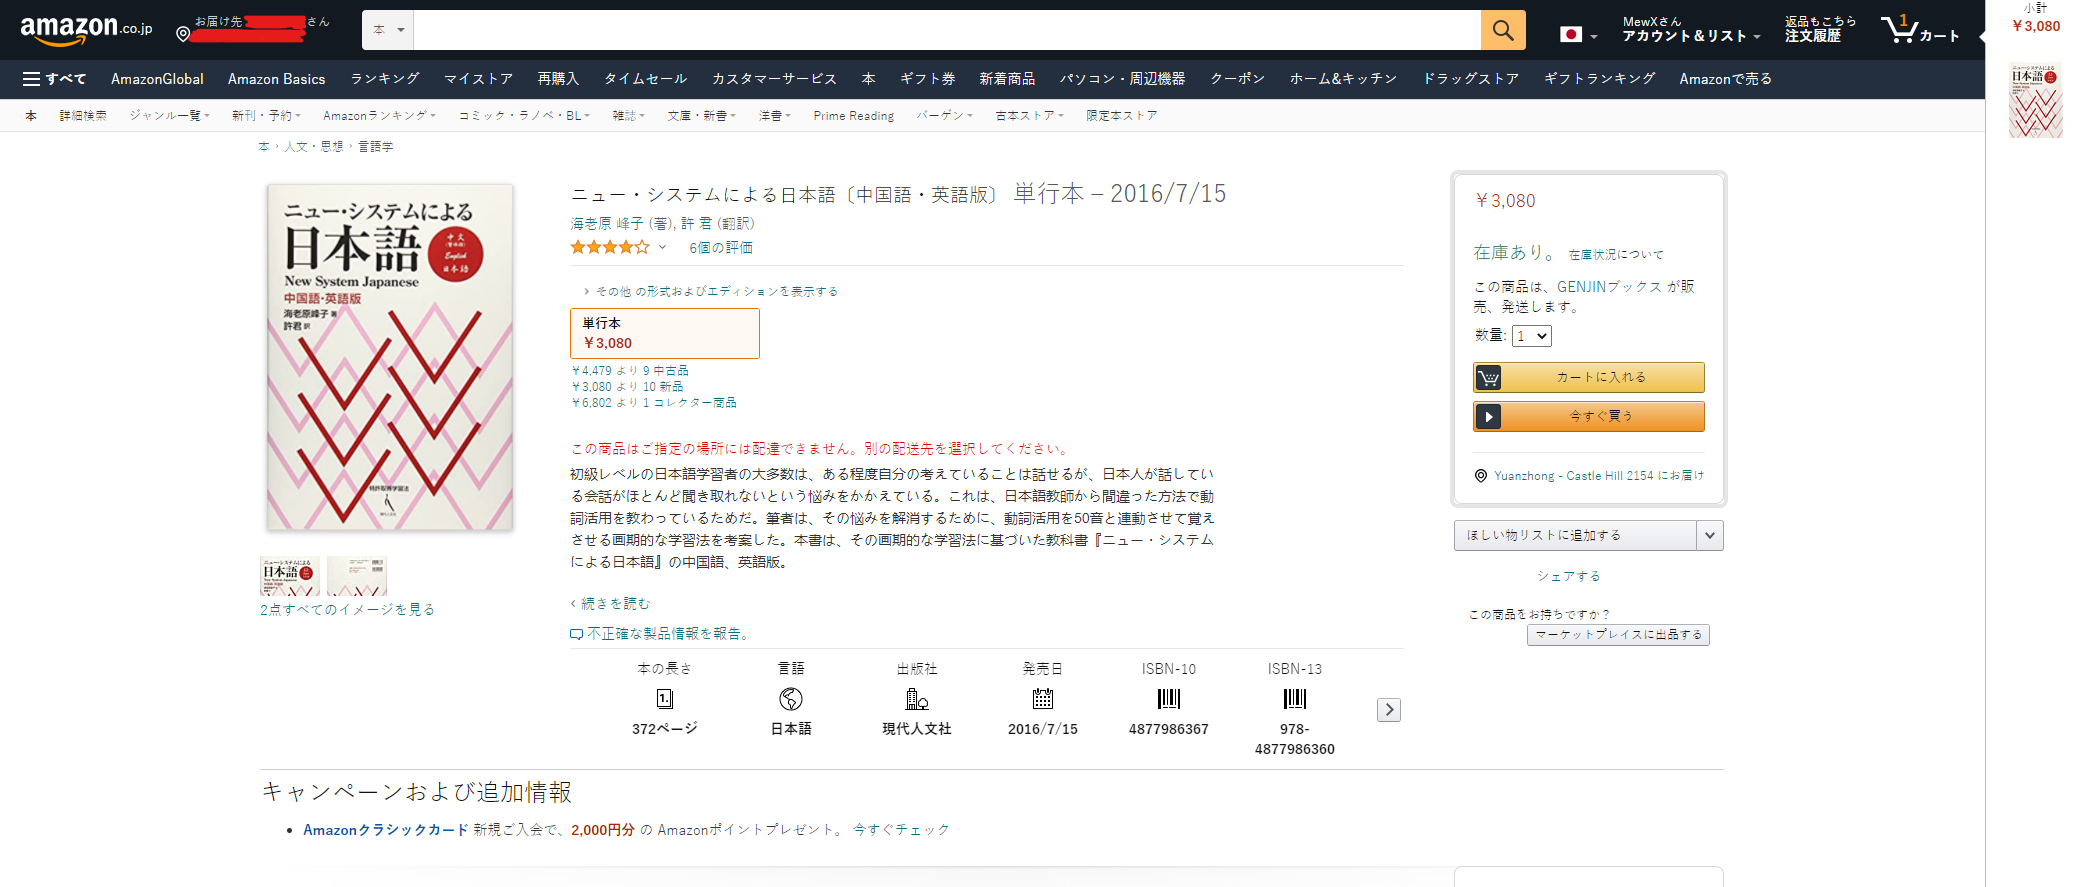 amazon.co.jp
お届け先
さん
本
MewXさん
アカウント＆リスト
返品もこちら
注文履歴
1
カート
小計
￥3,080
すべて
AmazonGlobal
Amazon Basics
ランキング
マイストア
再購入
タイムセール
カスタマーサービス
本
ギフト券
新着商品
パソコン・周辺機器
クーポン
ホーム&キッチン
ドラッグストア
ギフトランキング
Amazonで売る
本
詳細検索
ジャンル一覧
新刊・予約
Amazonランキング
コミック・ラノベ・BL
雑誌
文庫・新書
洋書
Prime Reading
バーゲン
古本ストア
限定本ストア
本 › 人文・思想 › 言語学
ニュー・システムによる
日本語
中文
(繁体版)
English
日本語
New System Japanese
中国語・英語版
海老原峰子 著
許君 訳
特許取得学習法
ニュー・システムによる日本語〔中国語・英語版〕 単行本 – 2016/7/15
海老原 峰子 (著), 許 君 (翻訳)
6個の評価
› その他 の形式およびエディションを表示する
単行本
￥3,080
￥4,479 より 9 中古品
￥3,080 より 10 新品
￥6,802 より 1 コレクター商品
この商品はご指定の場所には配達できません。別の配送先を選択してください。
初級レベルの日本語学習者の大多数は、ある程度自分の考えていることは話せるが、日本人が話してい
る会話がほとんど聞き取れないという悩みをかかえている。これは、日本語教師から間違った方法で動
詞活用を教わっているためだ。筆者は、その悩みを解消するために、動詞活用を50音と連動させて覚え
させる画期的な学習法を考案した。本書は、その画期的な学習法に基づいた教科書『ニュー・システム
による日本語』の中国語、英語版。
‹ 続きを読む
不正確な製品情報を報告。
2点すべてのイメージを見る
本の長さ
言語
出版社
発売日
ISBN-10
ISBN-13
372ページ
日本語
現代人文社
2016/7/15
4877986367
978-
4877986360
￥3,080
在庫あり。 在庫状況について
この商品は、GENJINブックス が販
売、発送します。
数量: 1
カートに入れる
今すぐ買う
Yuanzhong - Castle Hill 2154 にお届け
ほしい物リストに追加する
シェアする
この商品をお持ちですか？
マーケットプレイスに出品する
キャンペーンおよび追加情報
Amazonクラシックカード 新規ご入会で、2,000円分 の Amazonポイントプレゼント。 今すぐチェック